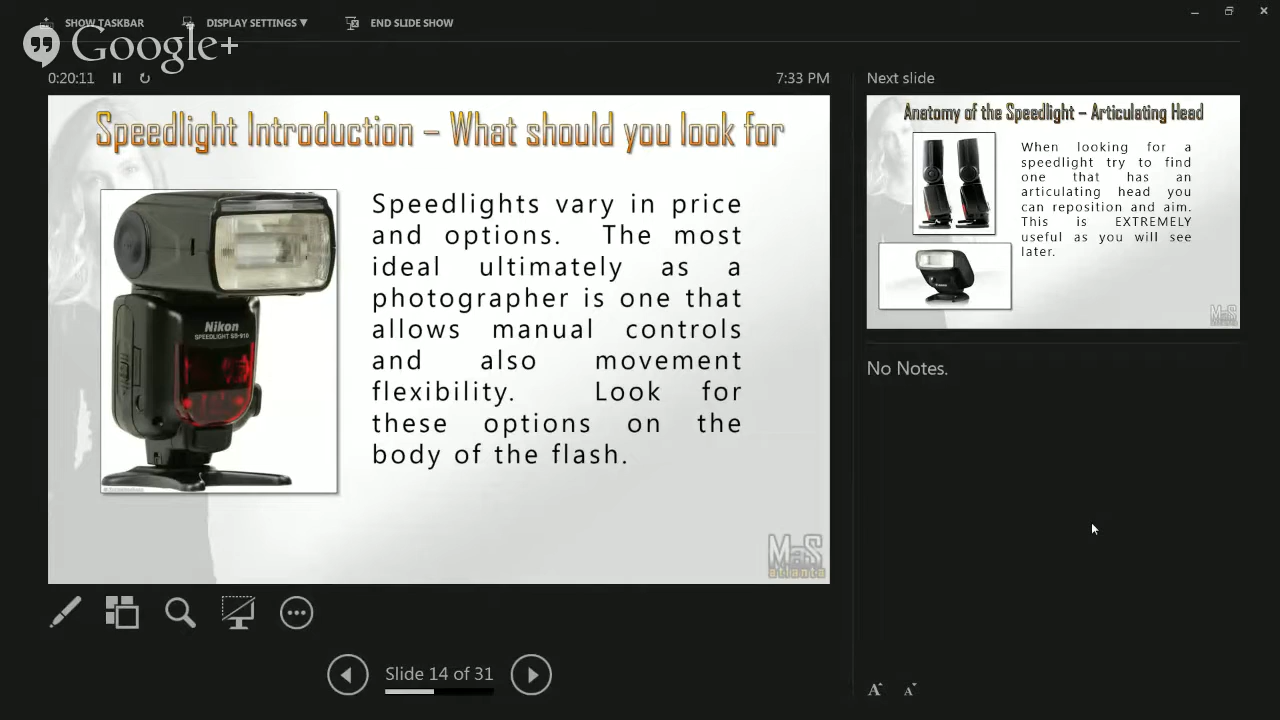 SHOW TASKBAR
DISPLAY SETTINGS ▼
END SLIDE SHOW
Google+
0:20:11
7:33 PM
Next slide
Speedlight Introduction – What should you look for
Nikon
SPEEDLIGHT SB-910
Speedlights vary in price
and options. The most
ideal ultimately as a
photographer is one that
allows manual controls
and also movement
flexibility. Look for
these options on the
body of the flash.
MaS
atlanta
Anatomy of the Speedlight – Articulating Head
When looking for a
speedlight try to find
one that has an
articulating head you
can reposition and aim.
This is EXTREMELY
useful as you will see
later.
MaS
No Notes.
Slide 14 of 31
A A